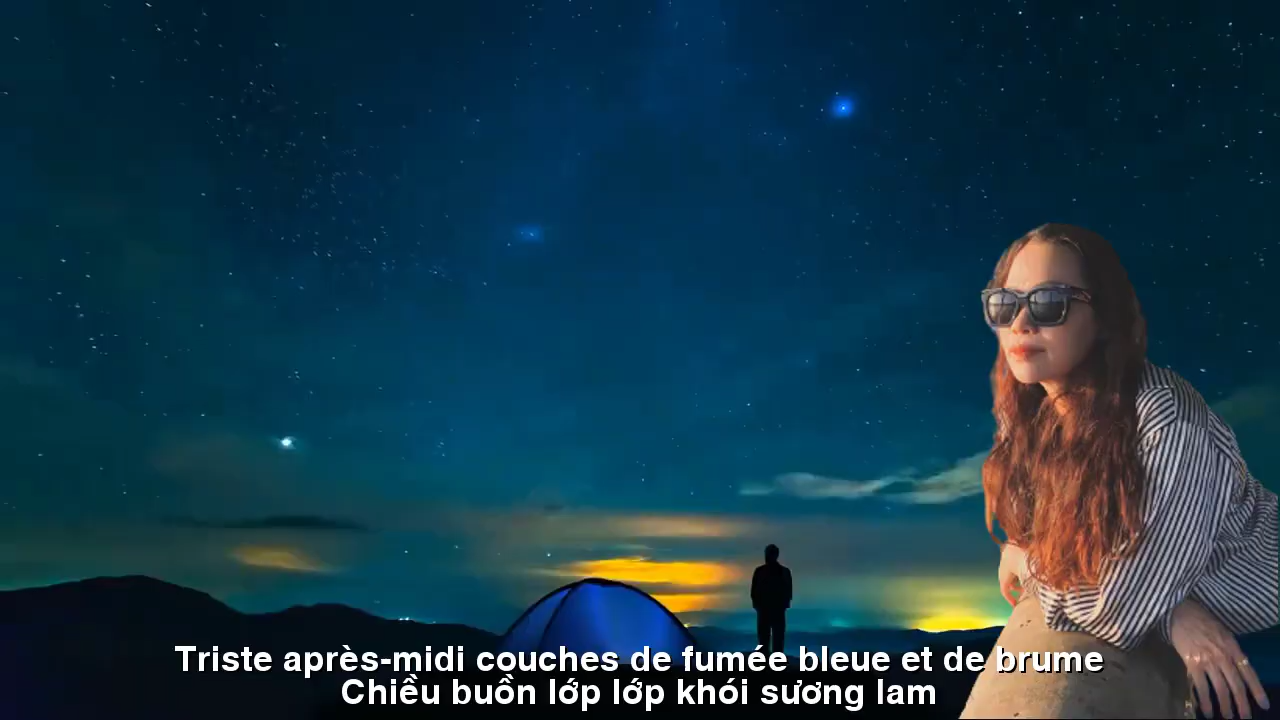 Triste après-midi couches de fumée bleue et de brume
Chiều buồn lớp lớp khói sương lam